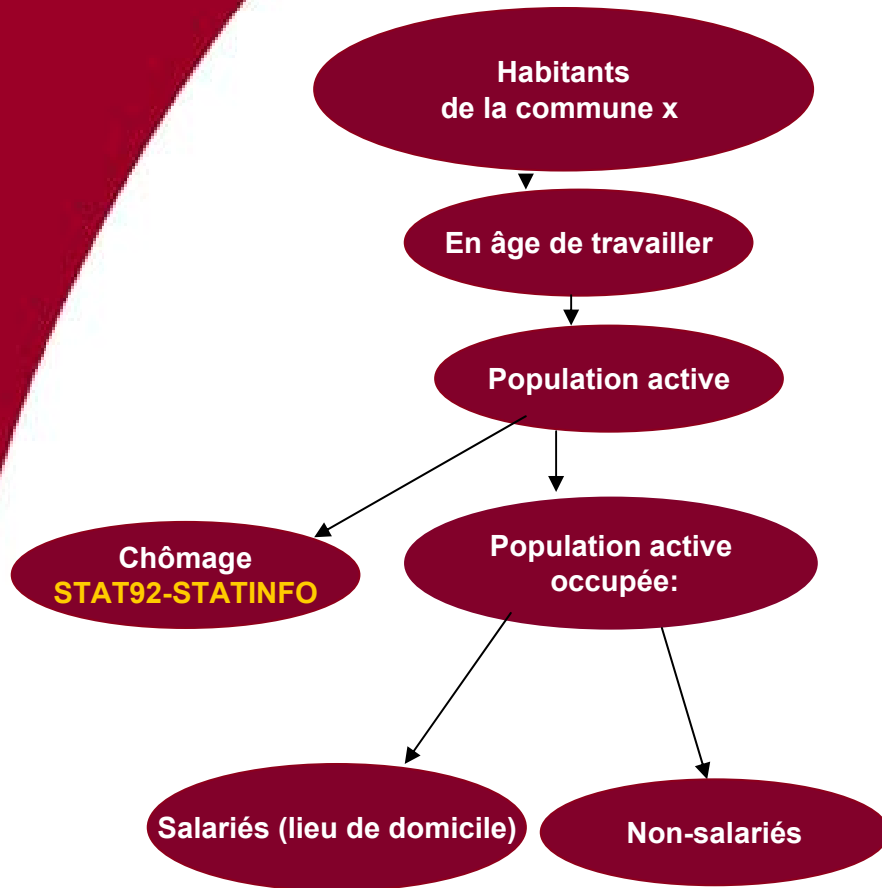 Habitants
de la commune x
En âge de travailler
Population active
Chômage
STAT92-STATINFO
Population active
occupée:
Salariés (lieu de domicile)
Non-salariés